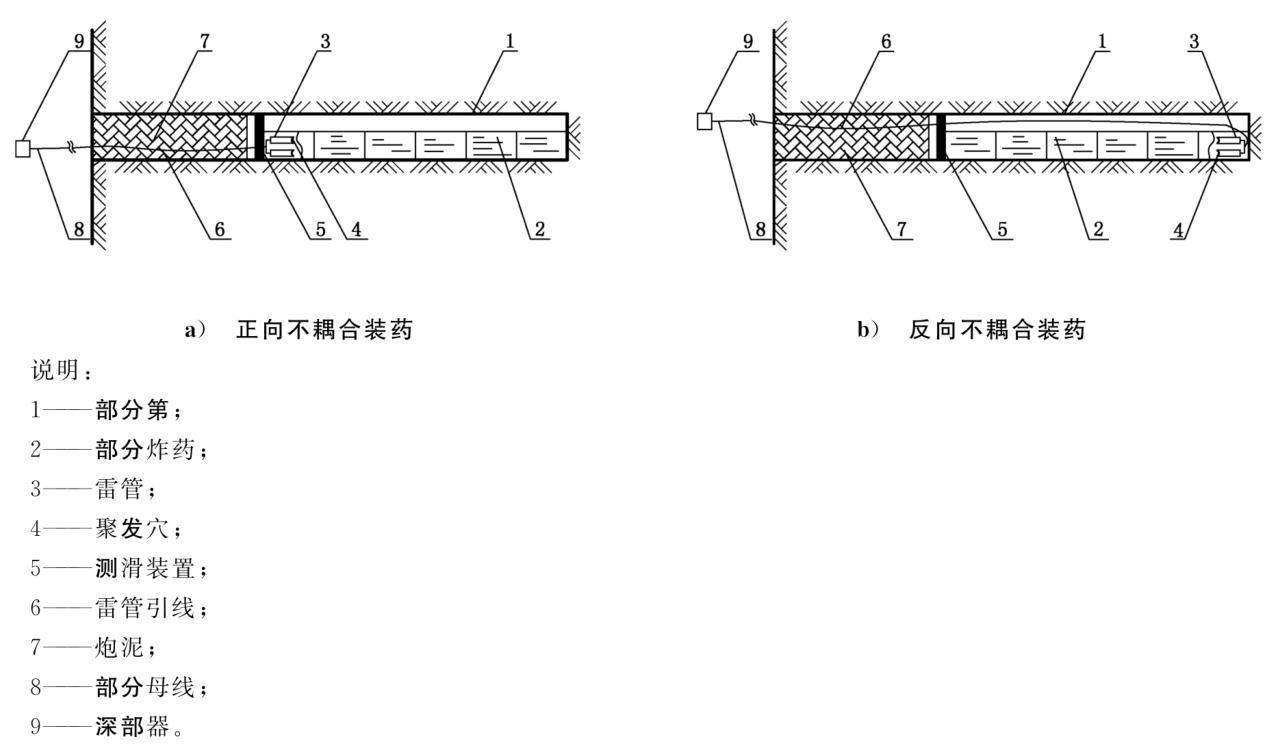 9 7 3 1
8 6 5 4 2
9 6 1 3
8 7 5 2 4
a） 正向不耦合装药
b） 反向不耦合装药
说明：
1——部分第；
2——部分炸药；
3——雷管；
4——聚发穴；
5——测滑装置；
6——雷管引线；
7——炮泥；
8——部分母线；
9——深部器。